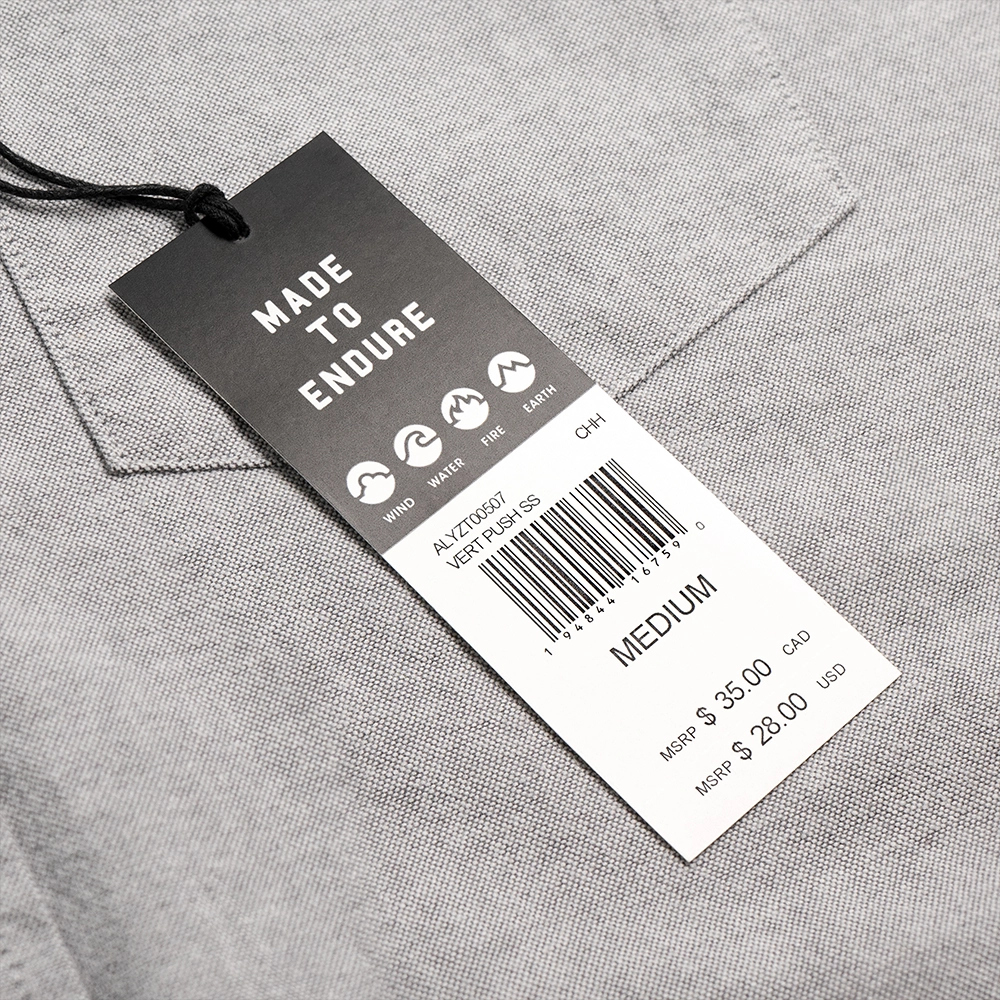 MADE
TO
ENDURE
WIND WATER FIRE EARTH
CHH
ALYZT00507
VERT PUSH SS
1 94844 16759 0
MEDIUM
MSRP $ 35.00 CAD
MSRP $ 28.00 USD